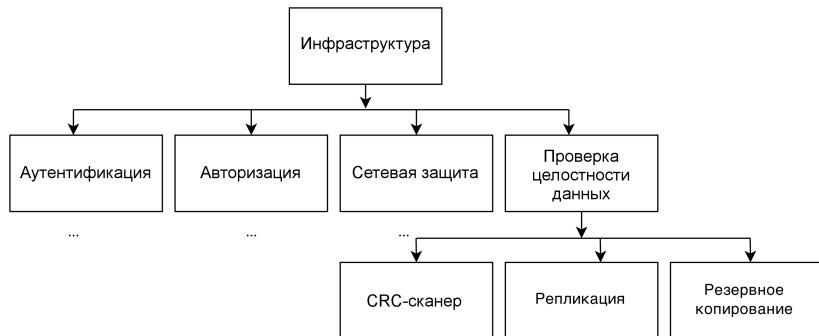 Инфраструктура
Аутентификация
Авторизация
Сетевая защита
Проверка
целостности
данных
...
...
...
CRC-сканер
Репликация
Резервное
копирование